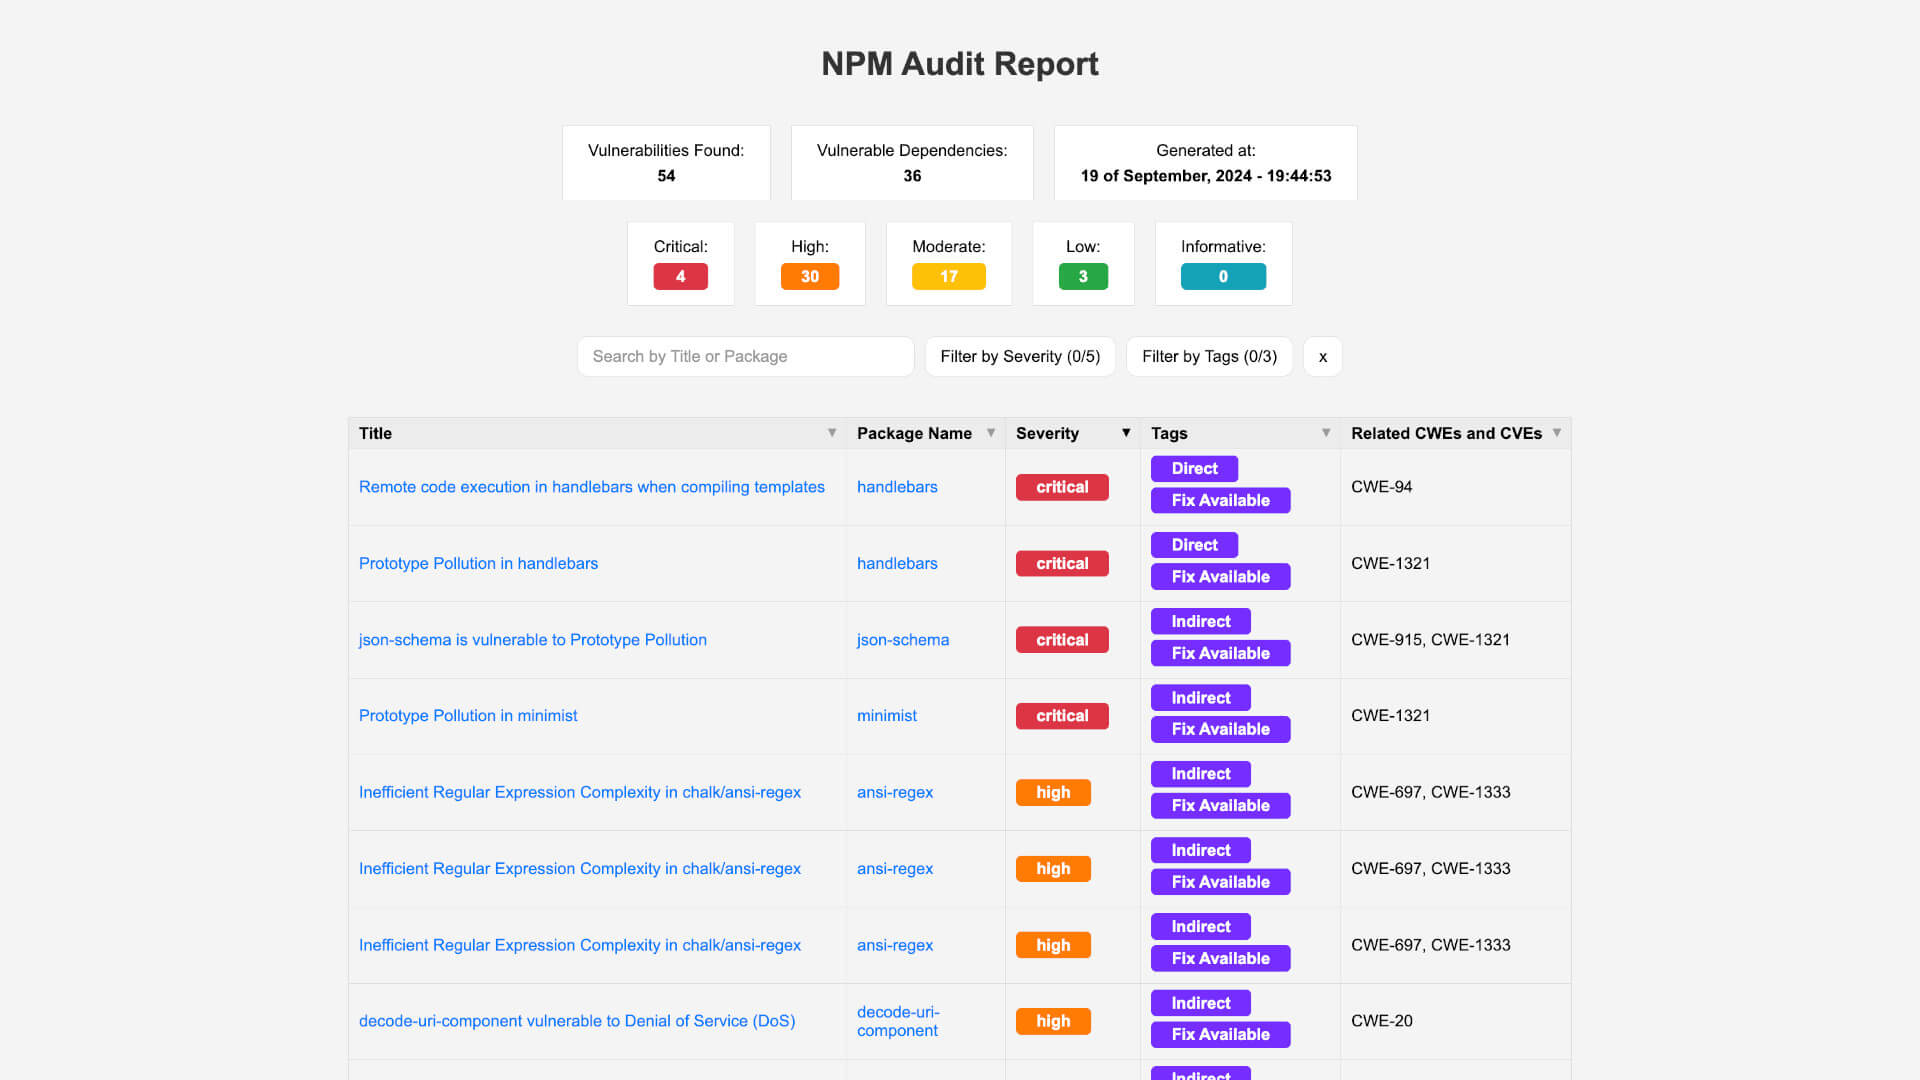 NPM Audit Report
Vulnerabilities Found:
54
Vulnerable Dependencies:
36
Generated at:
19 of September, 2024 - 19:44:53
Critical:
4
High:
30
Moderate:
17
Low:
3
Informative:
0
Search by Title or Package
Filter by Severity (0/5)
Filter by Tags (0/3)
x
Title ▼ Package Name ▼ Severity ▼ Tags ▼ Related CWEs and CVEs ▼
Remote code execution in handlebars when compiling templates
handlebars
critical
Direct
Fix Available
CWE-94
Prototype Pollution in handlebars
handlebars
critical
Direct
Fix Available
CWE-1321
json-schema is vulnerable to Prototype Pollution
json-schema
critical
Indirect
Fix Available
CWE-915, CWE-1321
Prototype Pollution in minimist
minimist
critical
Indirect
Fix Available
CWE-1321
Inefficient Regular Expression Complexity in chalk/ansi-regex
ansi-regex
high
Indirect
Fix Available
CWE-697, CWE-1333
Inefficient Regular Expression Complexity in chalk/ansi-regex
ansi-regex
high
Indirect
Fix Available
CWE-697, CWE-1333
Inefficient Regular Expression Complexity in chalk/ansi-regex
ansi-regex
high
Indirect
Fix Available
CWE-697, CWE-1333
decode-uri-component vulnerable to Denial of Service (DoS)
decode-uri-
component
high
Indirect
Fix Available
CWE-20
Indirect